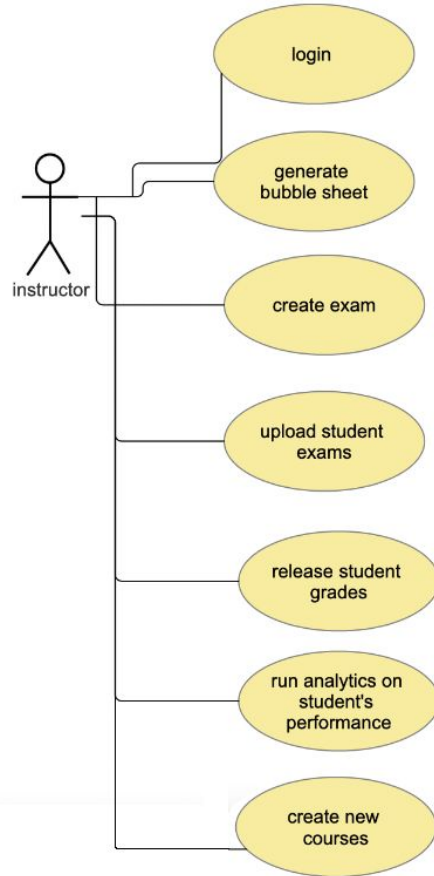 login
generate
bubble sheet
instructor
create exam
upload student
exams
release student
grades
run analytics on
student's
performance
create new
courses